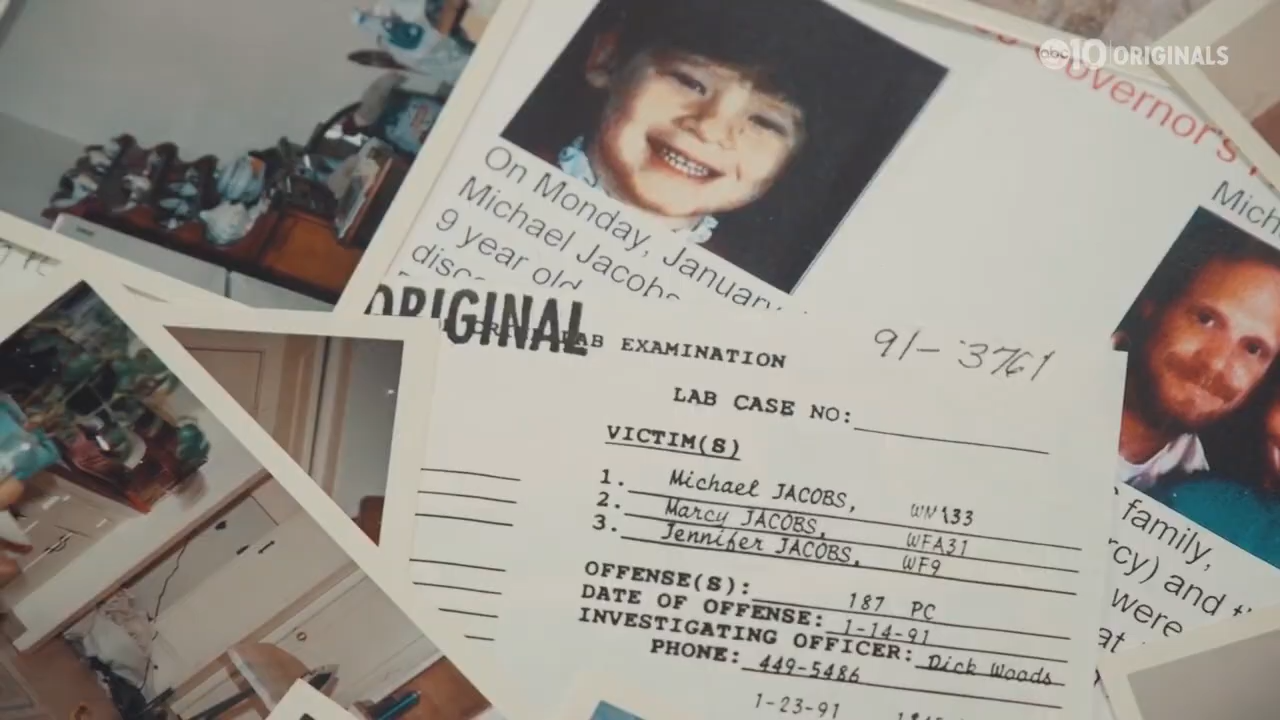 abc10 ORIGINALS
Governor's
On Monday, January
Michael Jacobs
9 year old
ORIGINAL
LAB EXAMINATION
91-3761
LAB CASE NO:
VICTIM(S)
1. Michael JACOBS,
2. Marcy JACOBS, WFA31
3. Jennifer JACOBS, WF9
OFFENSE(S): 187 PC
DATE OF OFFENSE: 1-14-91
INVESTIGATING OFFICER: Dick Woods
PHONE: 449-5486
1-23-91
Mich
family,
rcy) and
were
at